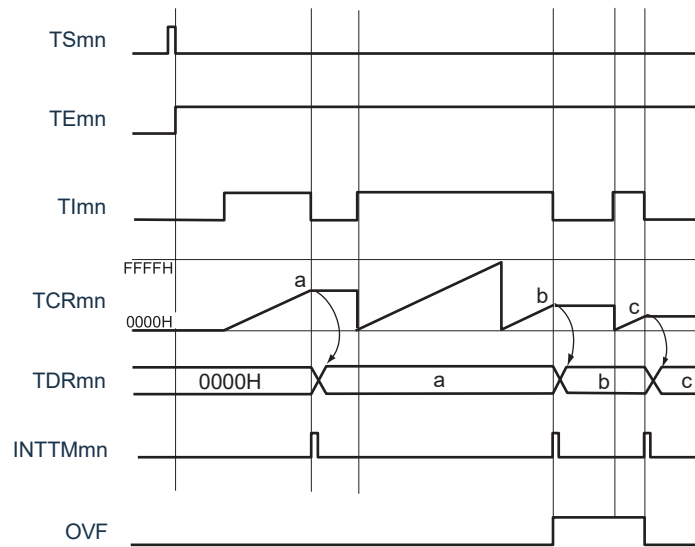 TSmn
TEmn
TImn
FFFFH
a
b
TCRmn
c
0000H
TDRmn
0000H
a
b
c
INTTMmn
OVF